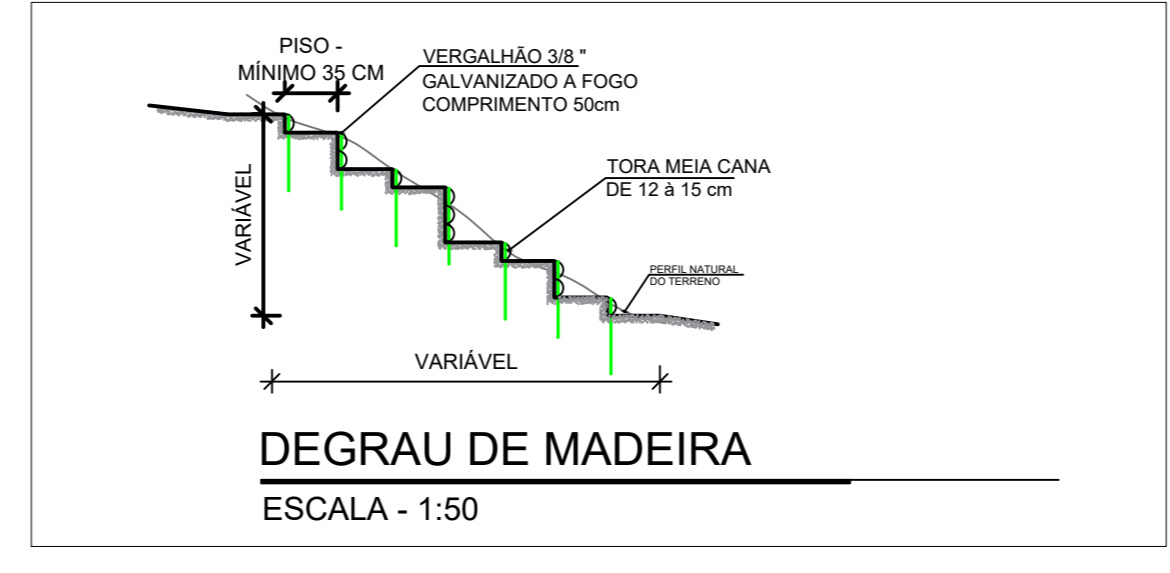 PISO -
MÍNIMO 35 CM
VERGALHÃO 3/8 "
GALVANIZADO A FOGO
COMPRIMENTO 50cm
TORA MEIA CANA
DE 12 à 15 cm
VARIÁVEL
PERFIL NATURAL
DO TERRENO
VARIÁVEL
DEGRAU DE MADEIRA
ESCALA - 1:50